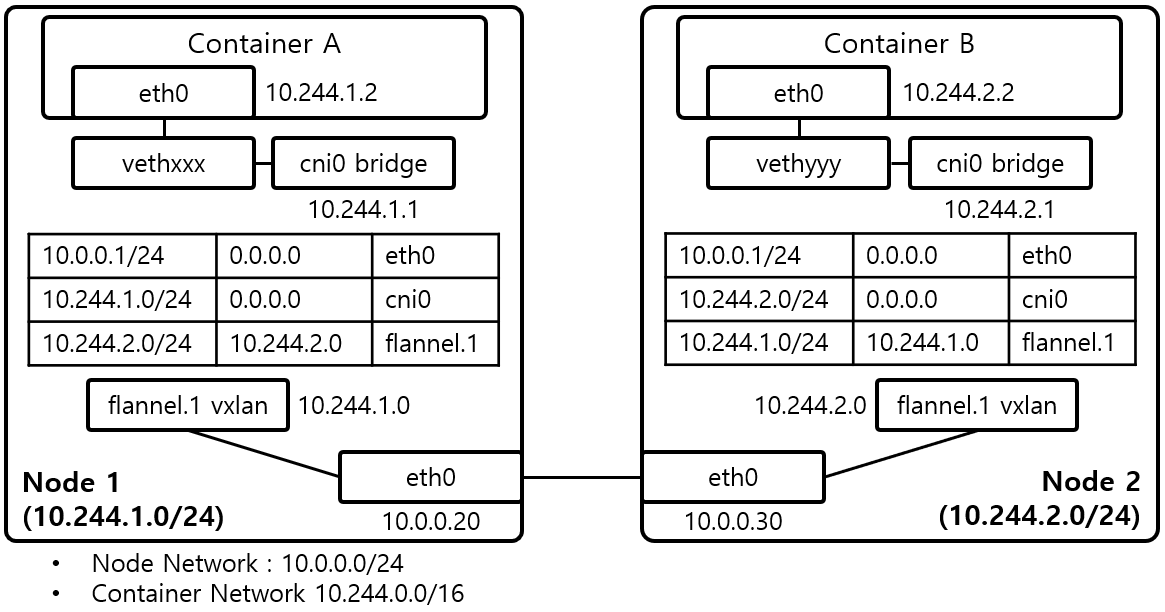 Container A
eth0 10.244.1.2
vethxxx cni0 bridge
10.244.1.1
10.0.0.1/24 0.0.0.0 eth0
10.244.1.0/24 0.0.0.0 cni0
10.244.2.0/24 10.244.2.0 flannel.1
flannel.1 vxlan 10.244.1.0
eth0
Node 1
(10.244.1.0/24)
10.0.0.20
Container B
eth0 10.244.2.2
vethyyy cni0 bridge
10.244.2.1
10.0.0.1/24 0.0.0.0 eth0
10.244.2.0/24 0.0.0.0 cni0
10.244.1.0/24 10.244.1.0 flannel.1
10.244.2.0 flannel.1 vxlan
eth0
Node 2
(10.244.2.0/24)
10.0.0.30
• Node Network : 10.0.0.0/24
• Container Network 10.244.0.0/16